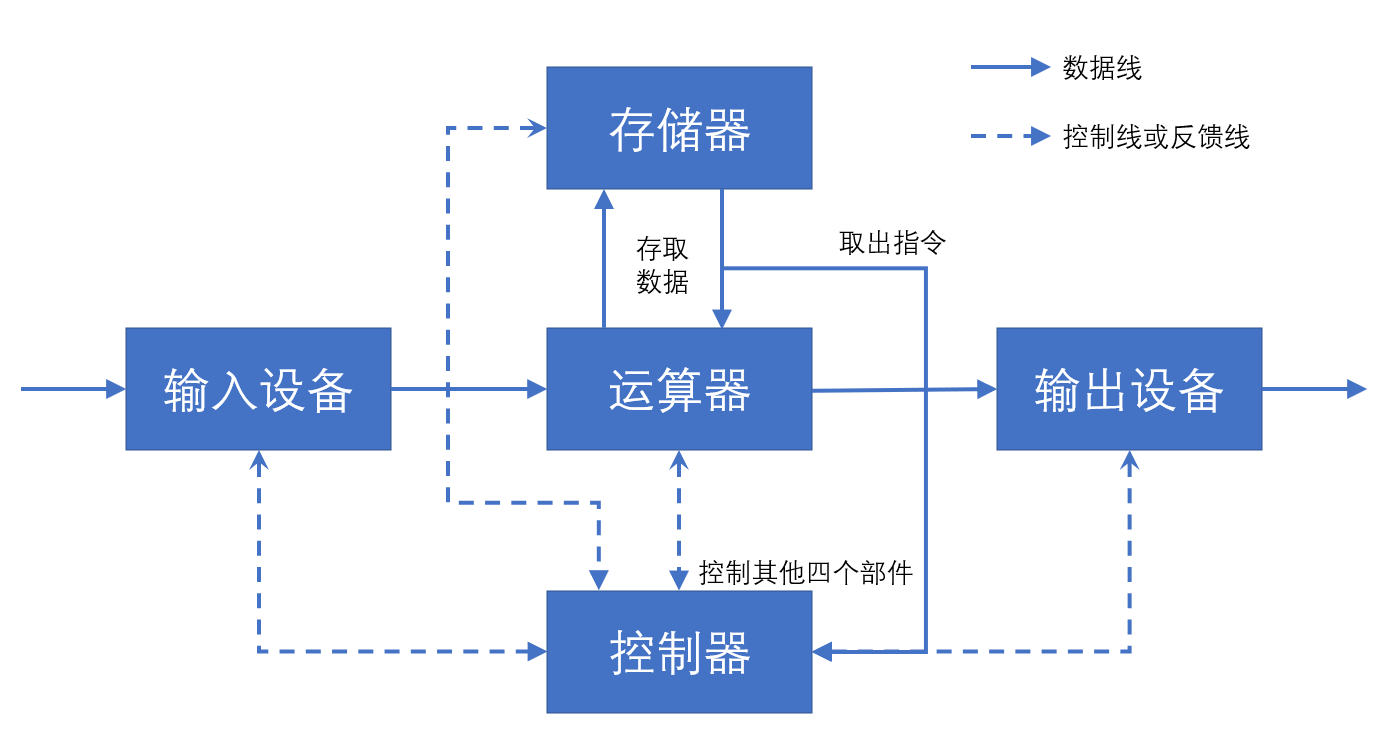 数据线
存储器
控制线或反馈线
取出指令
存取
数据
输入设备
运算器
输出设备
控制其他四个部件
控制器